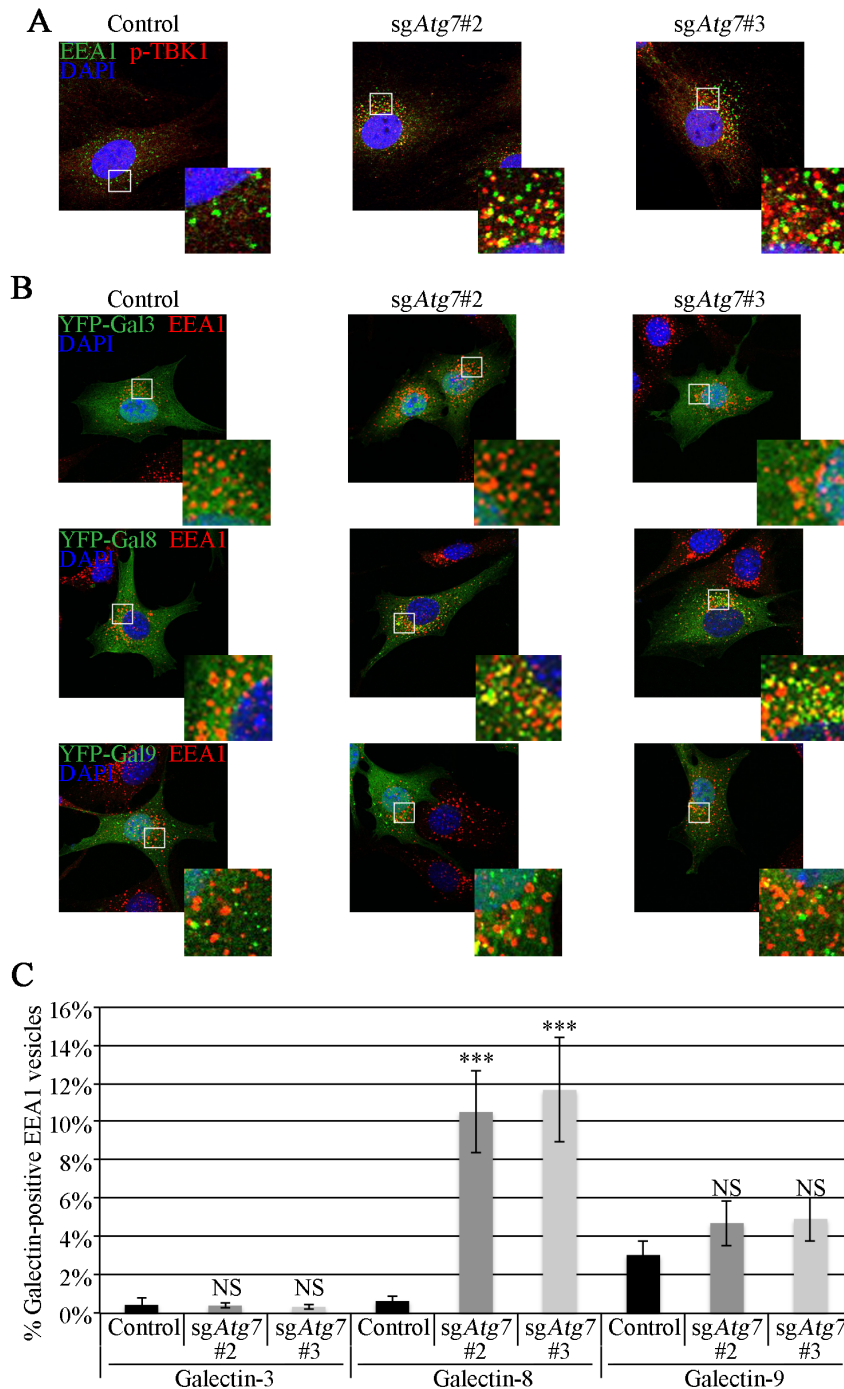 A
Control
sgAtg7#2
sgAtg7#3
EEA1 p-TBK1
DAPI
B
Control
sgAtg7#2
sgAtg7#3
YFP-Gal3 EEA1
DAPI
YFP-Gal8 EEA1
DAPI
YFP-Gal9 EEA1
DAPI
C
% Galectin-positive EEA1 vesicles
16%
14%
12%
10%
8%
6%
4%
2%
0%
NS
NS
***
***
NS
NS
Control
sgAtg7 #2
sgAtg7 #3
Control
sgAtg7 #2
sgAtg7 #3
Control
sgAtg7 #2
sgAtg7 #3
Galectin-3
Galectin-8
Galectin-9